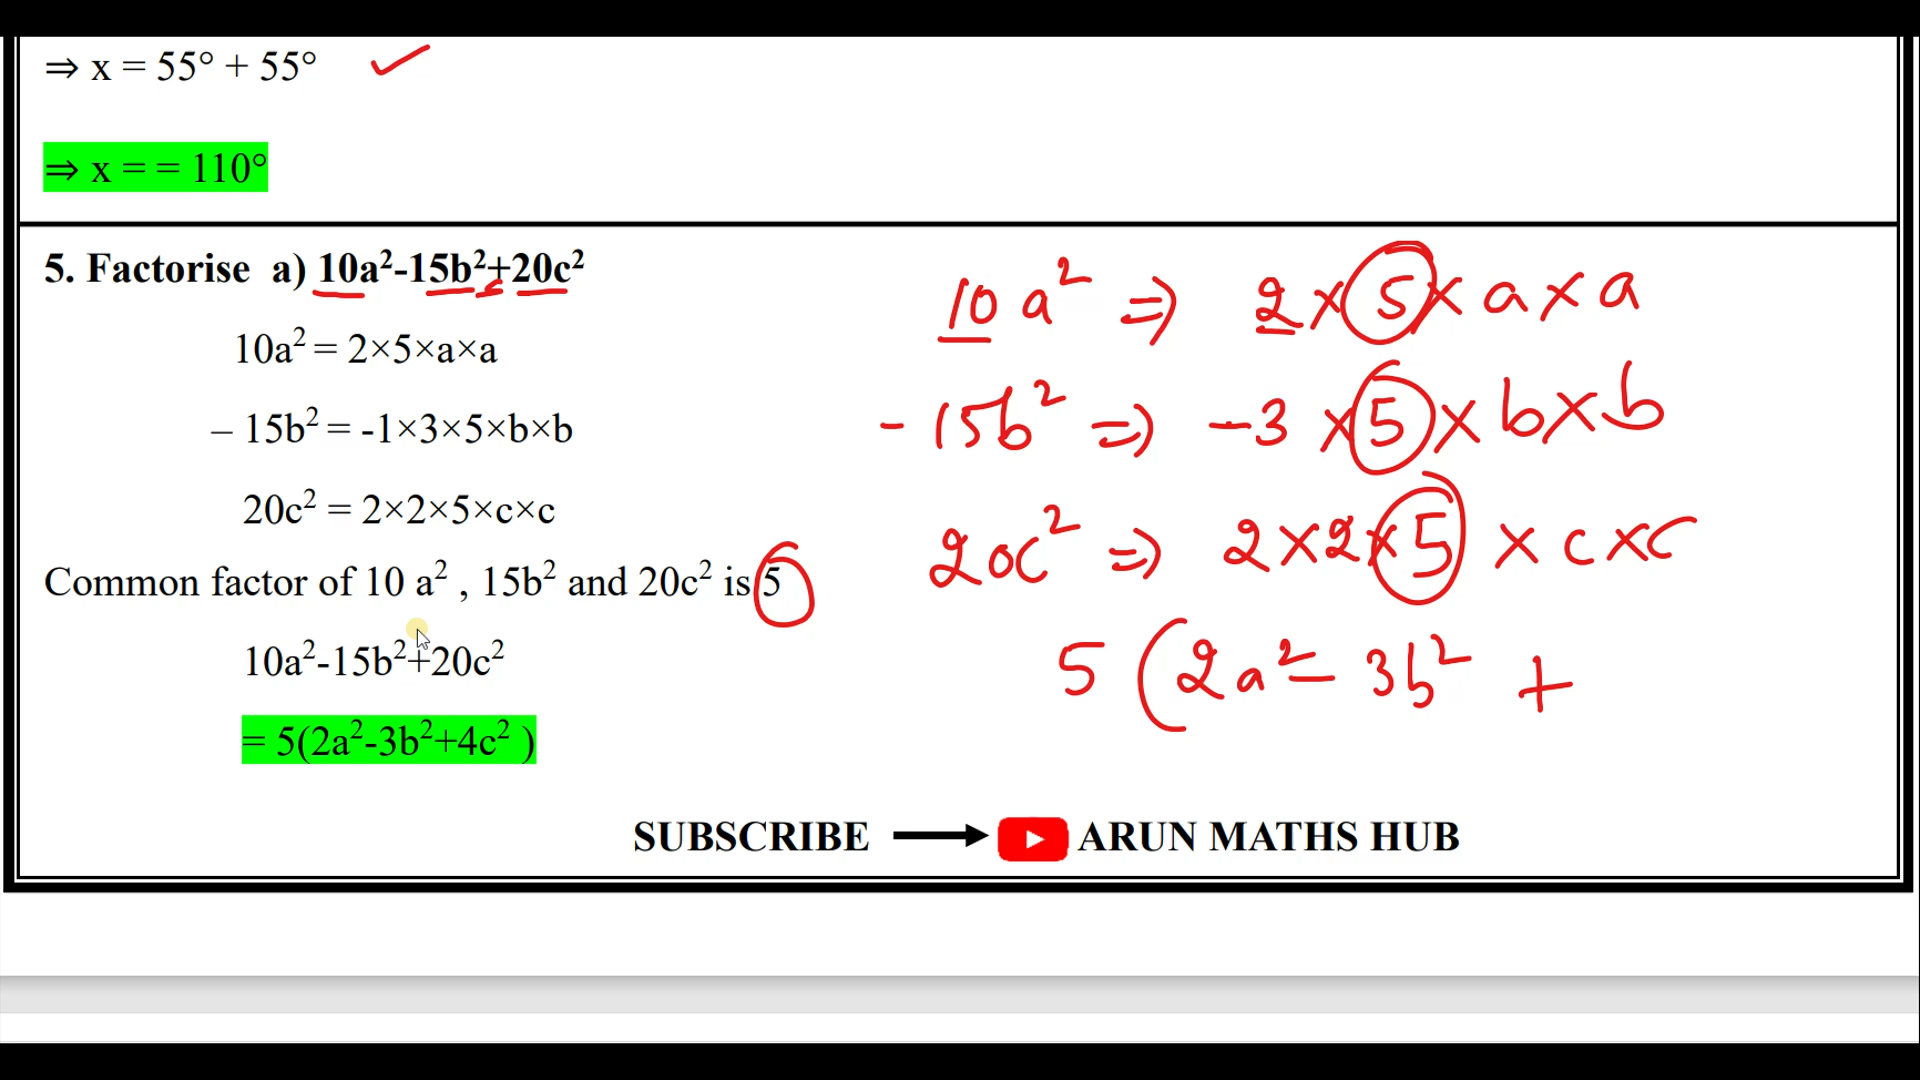 ⇒ x = 55° + 55°
⇒ x = = 110°
5. Factorise a) 10a²-15b²+20c²
10a² = 2×5×a×a
– 15b² = -1×3×5×b×b
20c² = 2×2×5×c×c
Common factor of 10 a² , 15b² and 20c² is 5
10a²-15b²+20c²
= 5(2a²-3b²+4c² )
10a² ⇒ 2×5×a×a
-15b² ⇒ -3×5×b×b
20c² ⇒ 2×2×5×c×c
5(2a²-3b²+
SUBSCRIBE → ARUN MATHS HUB